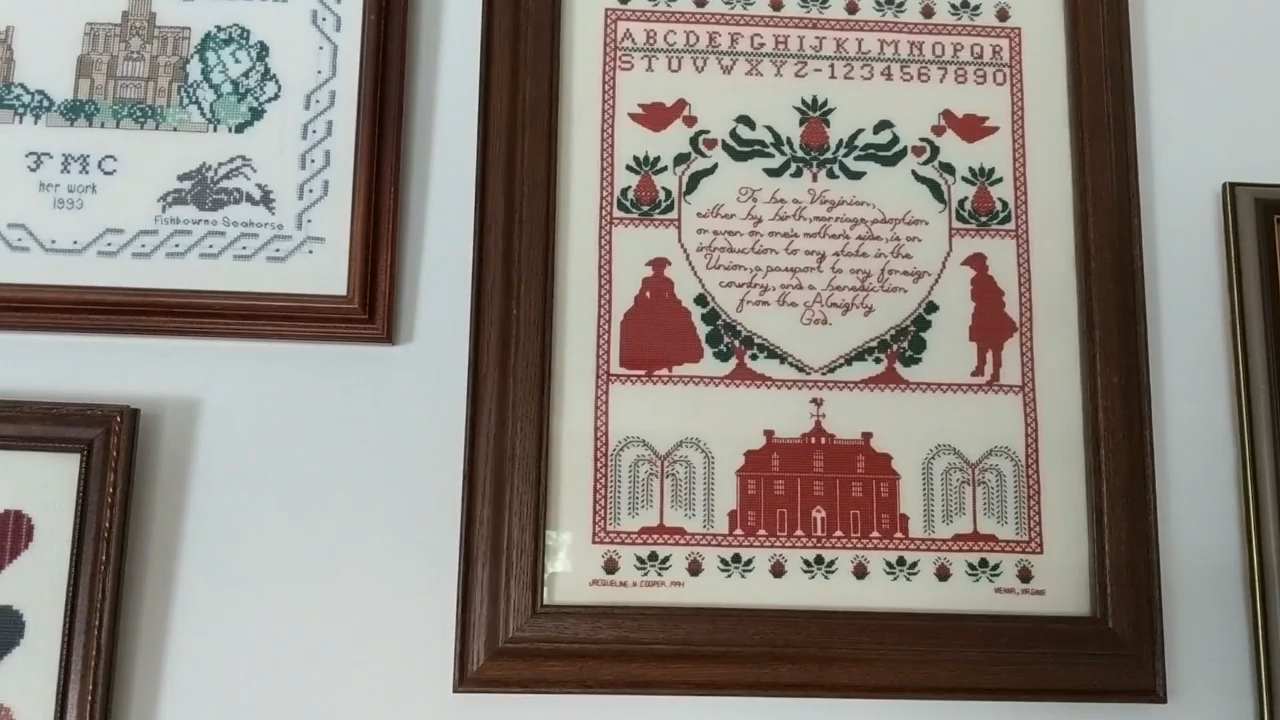 J M C
her work
1993
Fishbourne Seahorse
ABCDEFGHIJKLMNOPQR
STUVWXYZ-1234567890
To be a Virginian,
either by birth, marriage, adoption
or even on one's mother's side, is an
introduction to any state in the
Union, a passport to any foreign
country, and a benediction
from the Almighty
God.
JACQUELINE N COOPER 1994
VIENNA, VIRGINIA